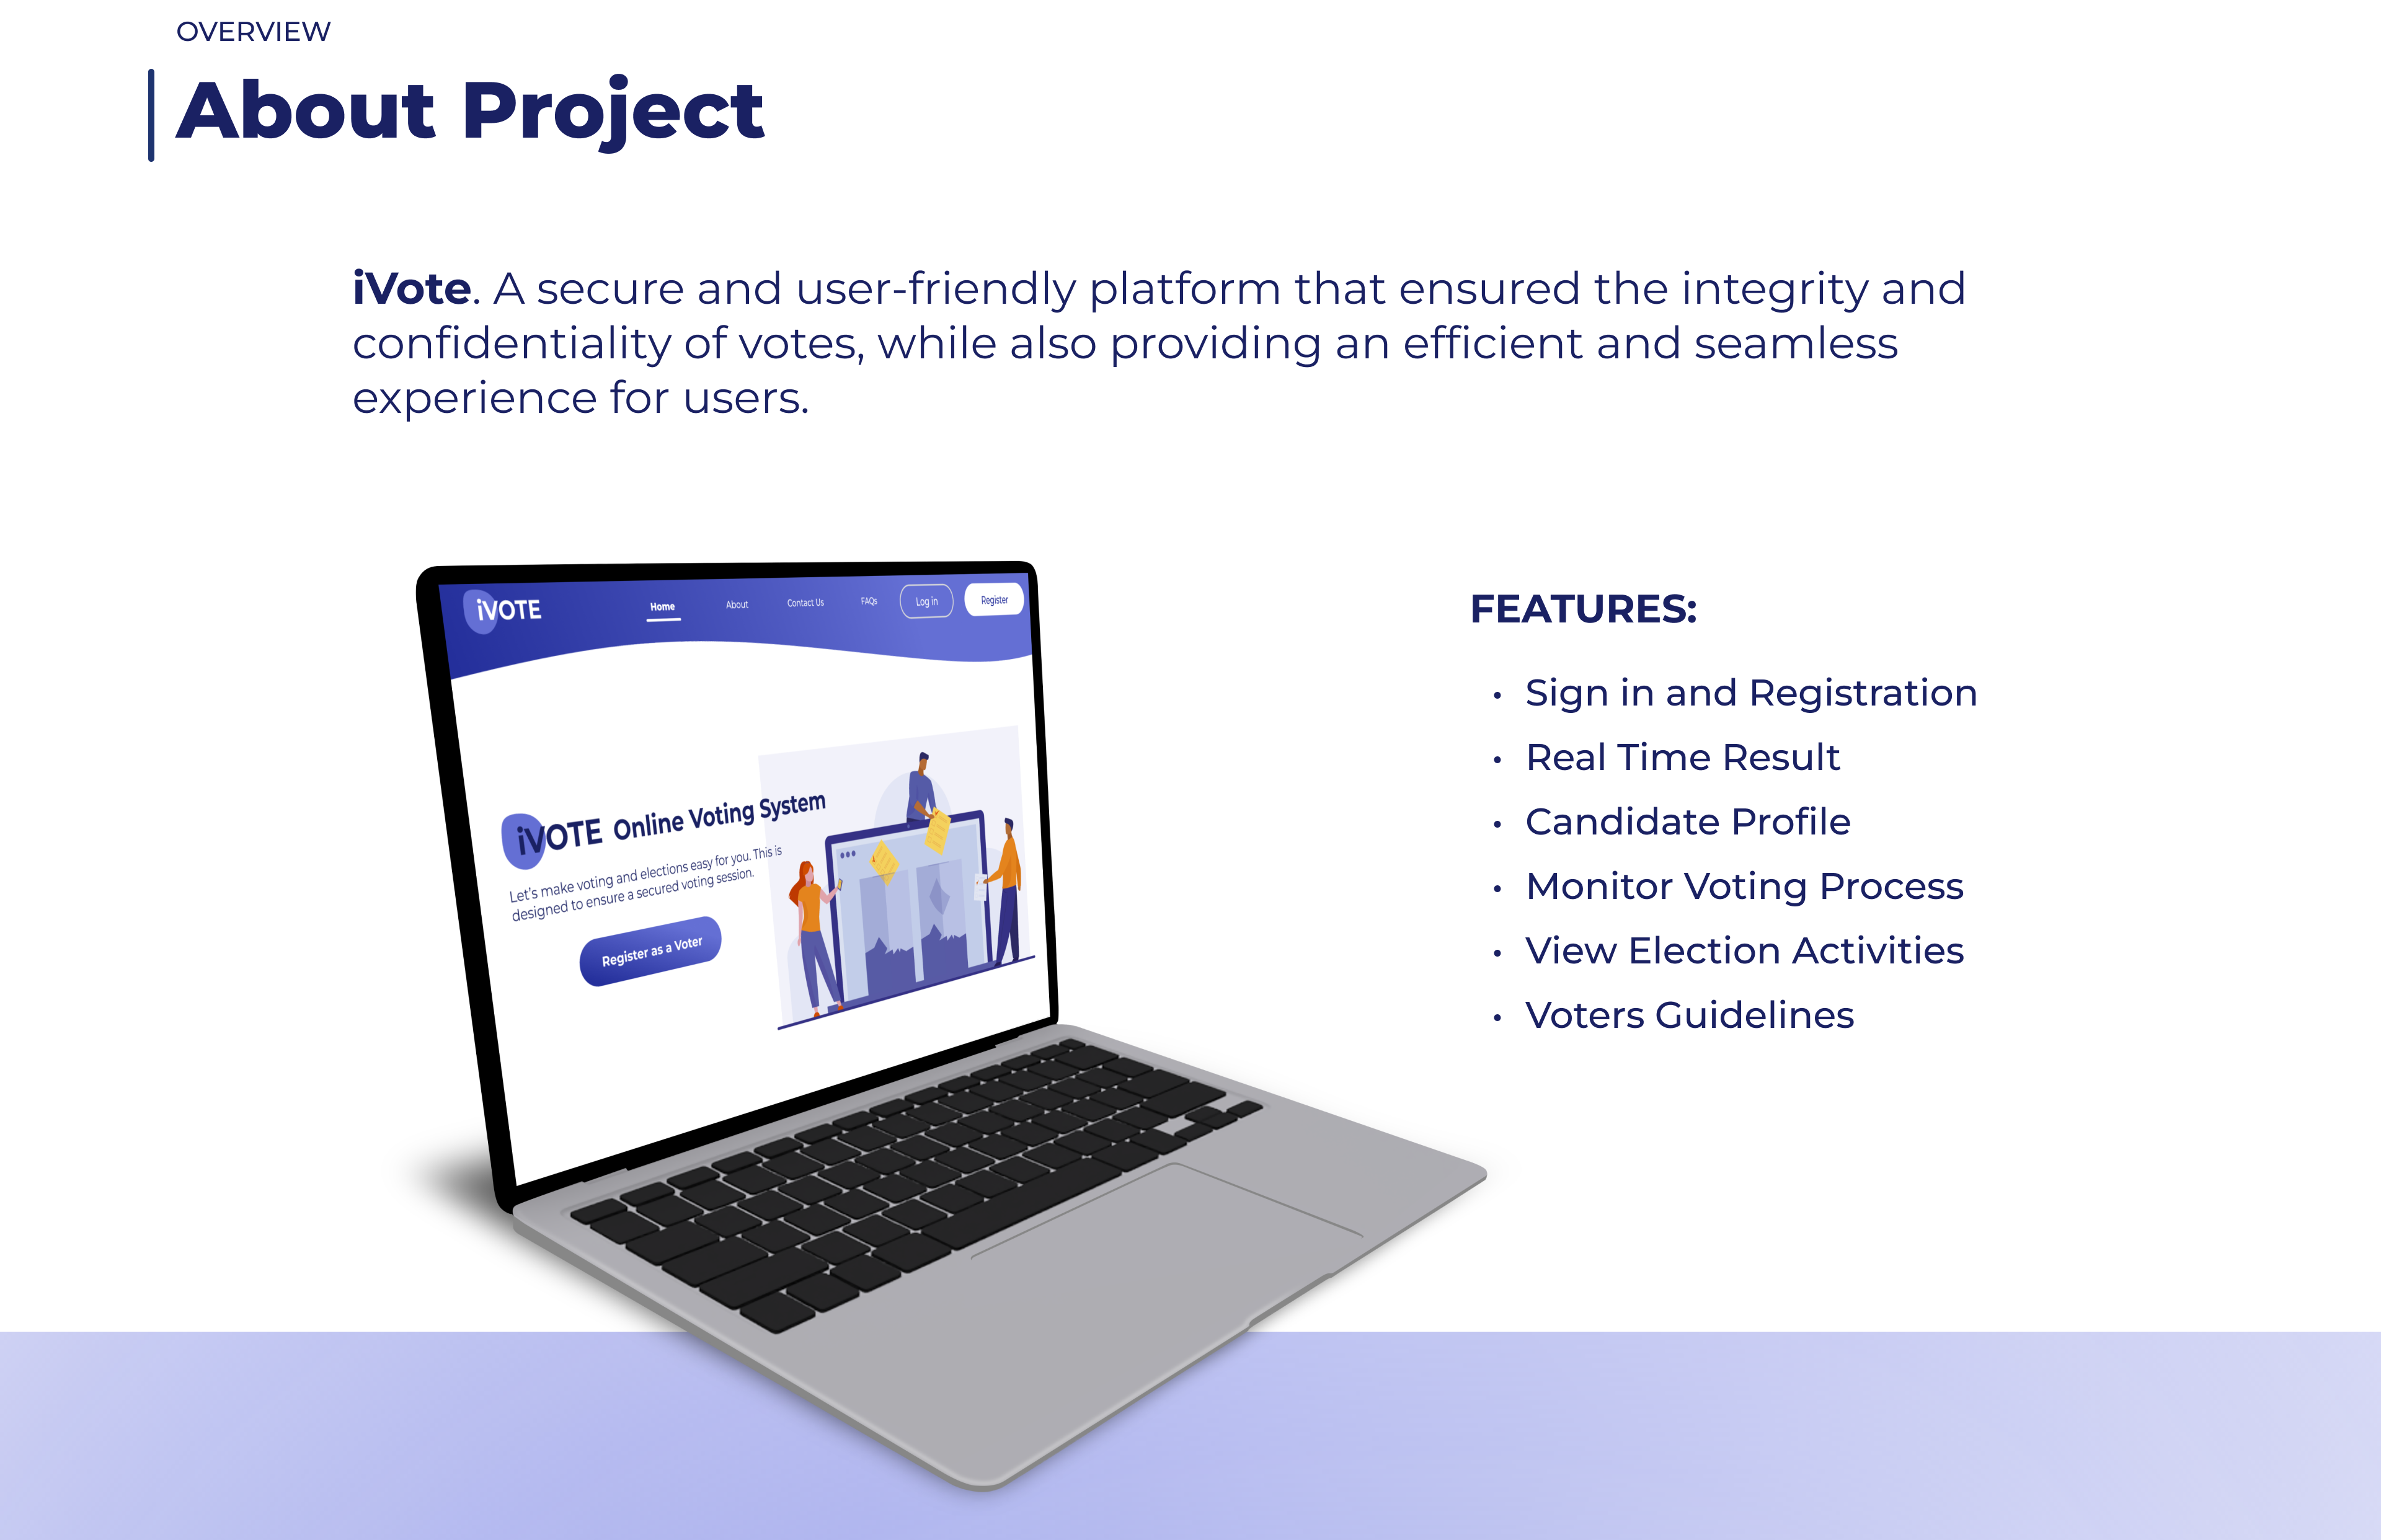 OVERVIEW
About Project
iVote. A secure and user-friendly platform that ensured the integrity and
confidentiality of votes, while also providing an efficient and seamless
experience for users.
iVOTE
Home
About
Contact Us
FAQs
Log in
Register
iVOTE Online Voting System
Let's make voting and elections easy for you. This is
designed to ensure a secured voting session.
Register as a Voter
FEATURES:
• Sign in and Registration
• Real Time Result
• Candidate Profile
• Monitor Voting Process
• View Election Activities
• Voters Guidelines